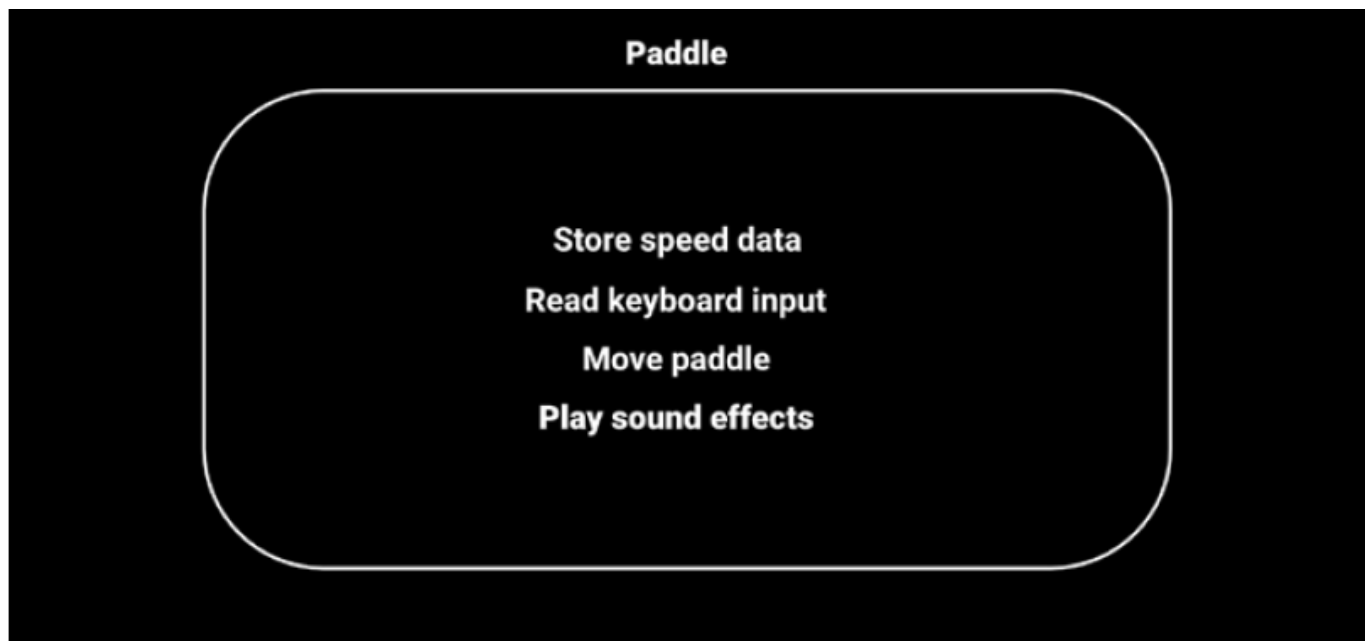 Paddle
Store speed data
Read keyboard input
Move paddle
Play sound effects